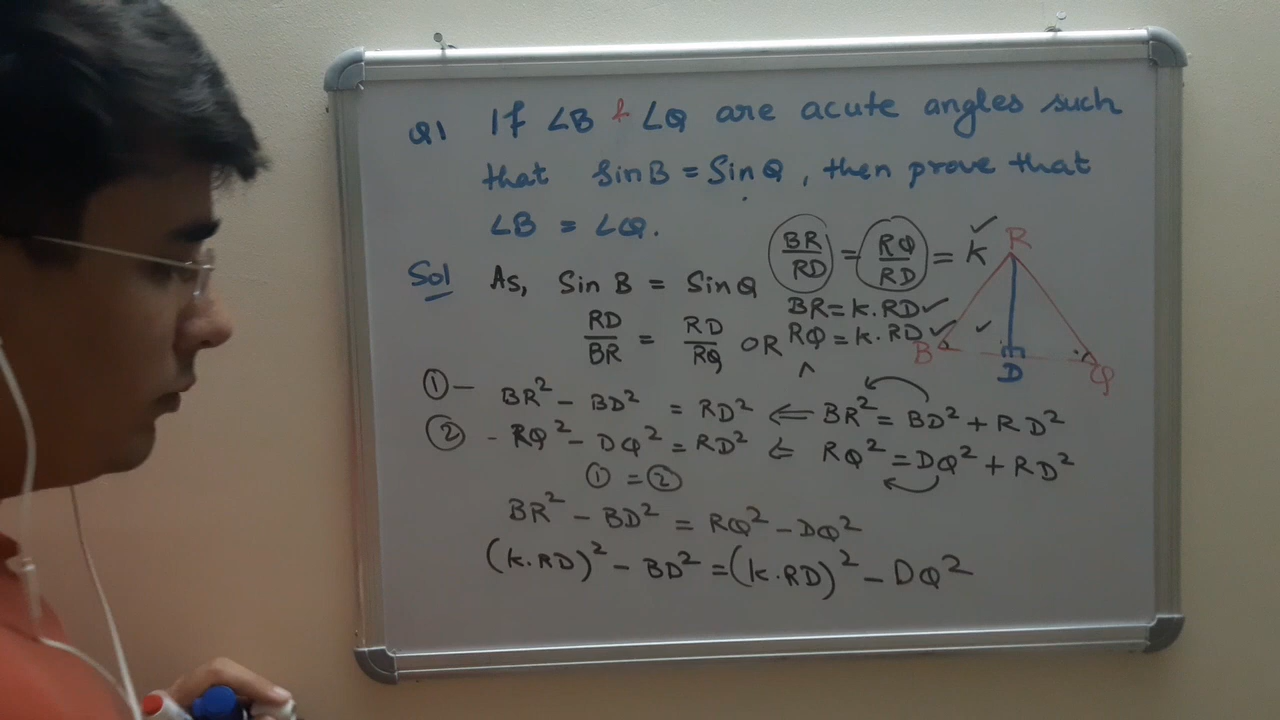 Q1 If ∠B & ∠Q are acute angles such
that SinB = SinQ, then prove that
∠B = ∠Q.
Sol As, Sin B = Sin Q
RD/BR = RD/RQ OR
BR/RD = RQ/RD = k ✓
BR = k.RD ✓
RQ = k.RD ✓ ✓
^
R
B
D
Q
① - BR² - BD² = RD² ⇐ BR² = BD² + RD²
② - RQ² - DQ² = RD² ⇐ RQ² = DQ² + RD²
① = ②
BR² - BD² = RQ² - DQ²
(k.RD)² - BD² = (k.RD)² - DQ²